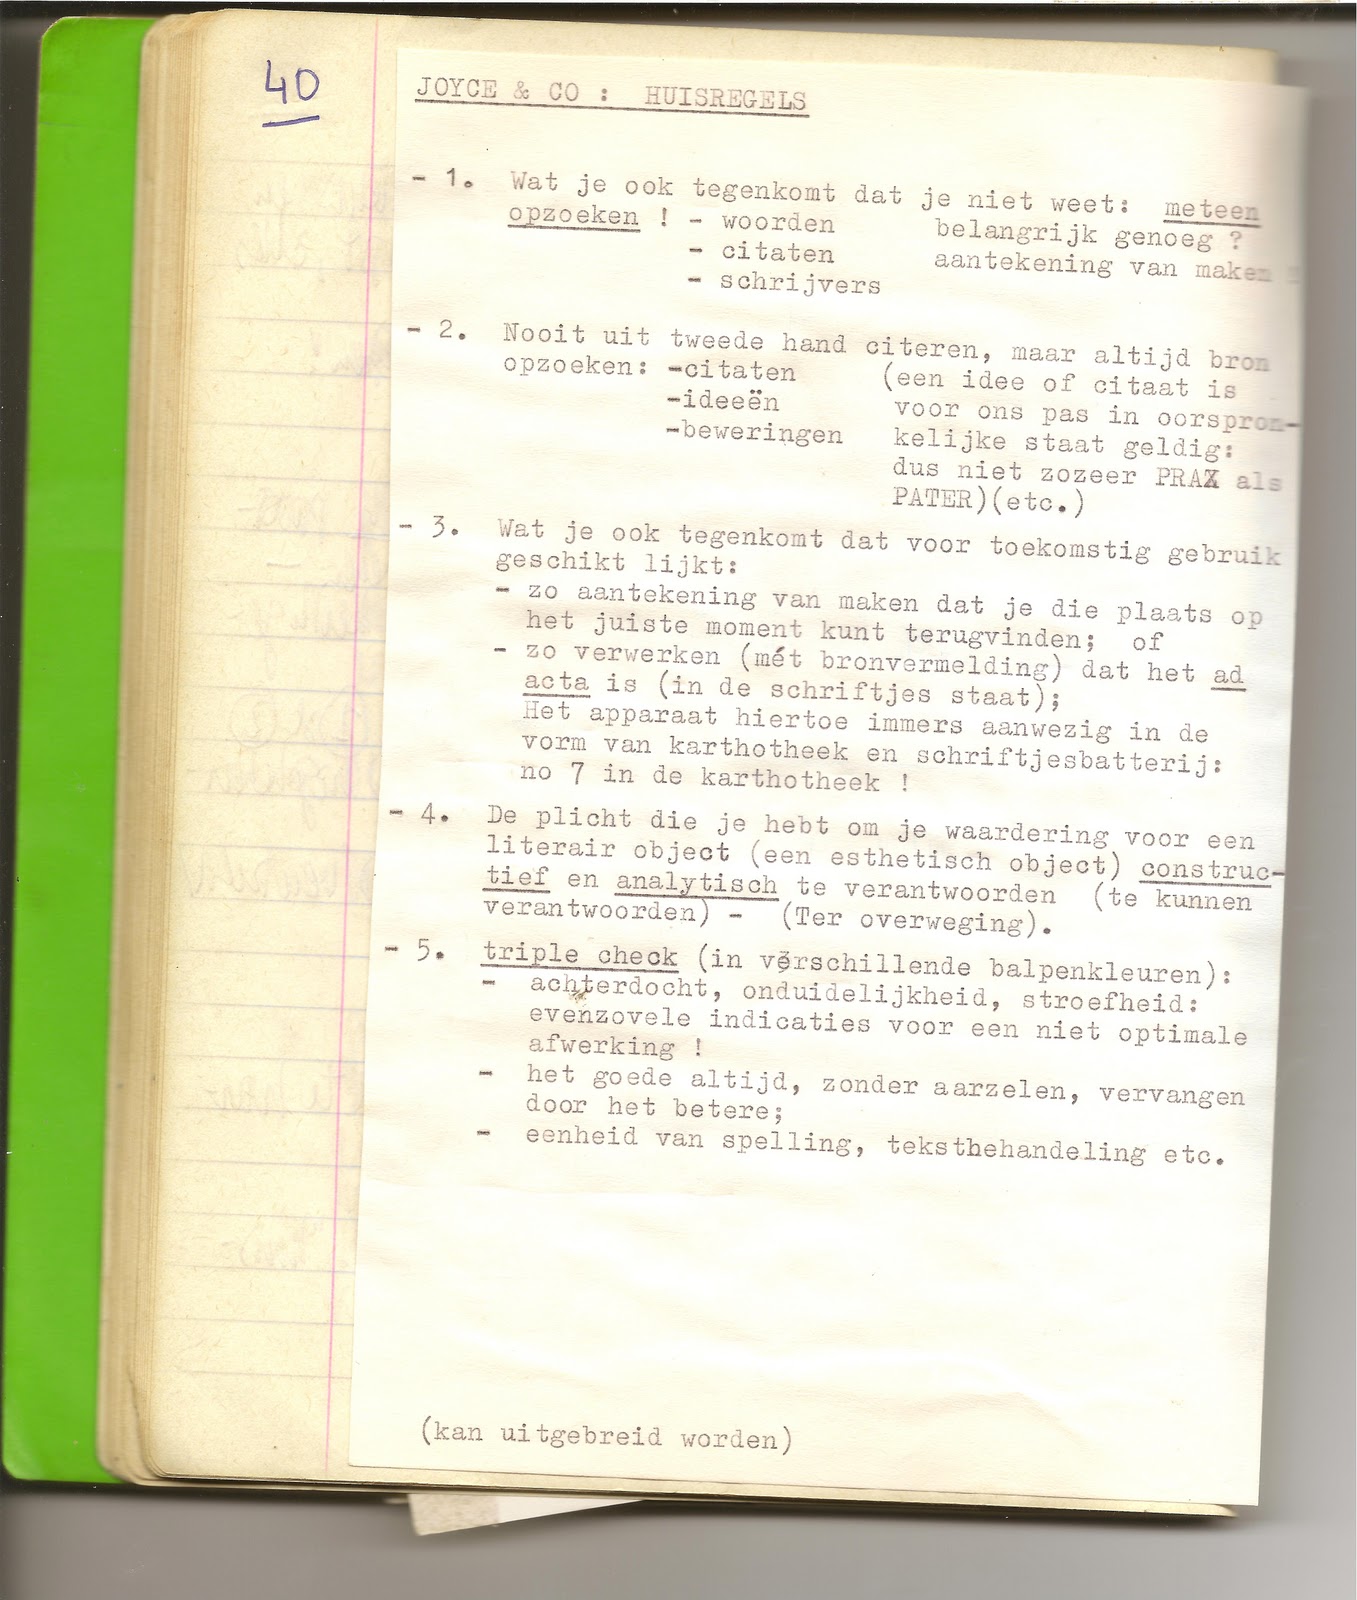 40
JOYCE & CO : HUISREGELS
- 1. Wat je ook tegenkomt dat je niet weet: meteen
opzoeken ! - woorden belangrijk genoeg ?
- citaten aantekening van maken
- schrijvers
- 2. Nooit uit tweede hand citeren, maar altijd bron
opzoeken: -citaten (een idee of citaat is
-ideeën voor ons pas in oorspron-
-beweringen kelijke staat geldig:
dus niet zozeer PRAZ als
PATER)(etc.)
- 3. Wat je ook tegenkomt dat voor toekomstig gebruik
geschikt lijkt:
- zo aantekening van maken dat je die plaats op
het juiste moment kunt terugvinden; of
- zo verwerken (mét bronvermelding) dat het ad
acta is (in de schriftjes staat);
Het apparaat hiertoe immers aanwezig in de
vorm van karthotheek en schriftjesbatterij:
no 7 in de karthotheek !
- 4. De plicht die je hebt om je waardering voor een
literair object (een esthetisch object) construc-
tief en analytisch te verantwoorden (te kunnen
verantwoorden) - (Ter overweging).
- 5. triple check (in verschillende balpenkleuren):
- achterdocht, onduidelijkheid, stroefheid:
evenzovele indicaties voor een niet optimale
afwerking !
- het goede altijd, zonder aarzelen, vervangen
door het betere;
- eenheid van spelling, tekstbehandeling etc.
(kan uitgebreid worden)